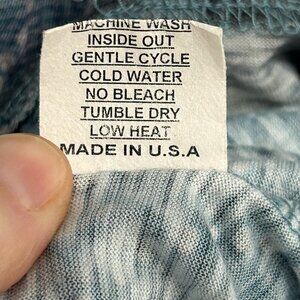 MACHINE WASH
INSIDE OUT
GENTLE CYCLE
COLD WATER
NO BLEACH
TUMBLE DRY
LOW HEAT
MADE IN U.S.A